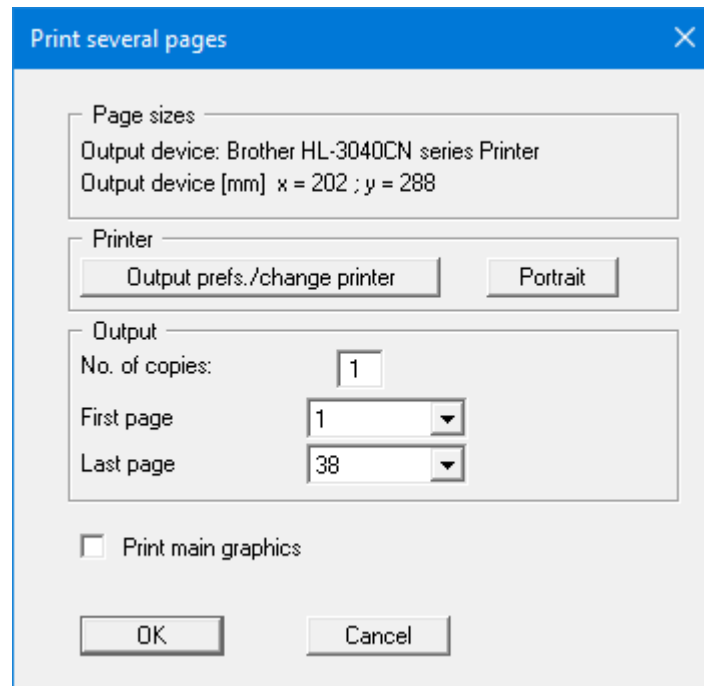 Print several pages
Page sizes
Output device: Brother HL-3040CN series Printer
Output device [mm]  x = 202 ; y = 288
Printer
Output prefs./change printer
Portrait
Output
No. of copies:
1
First page
1
Last page
38
Print main graphics
OK
Cancel